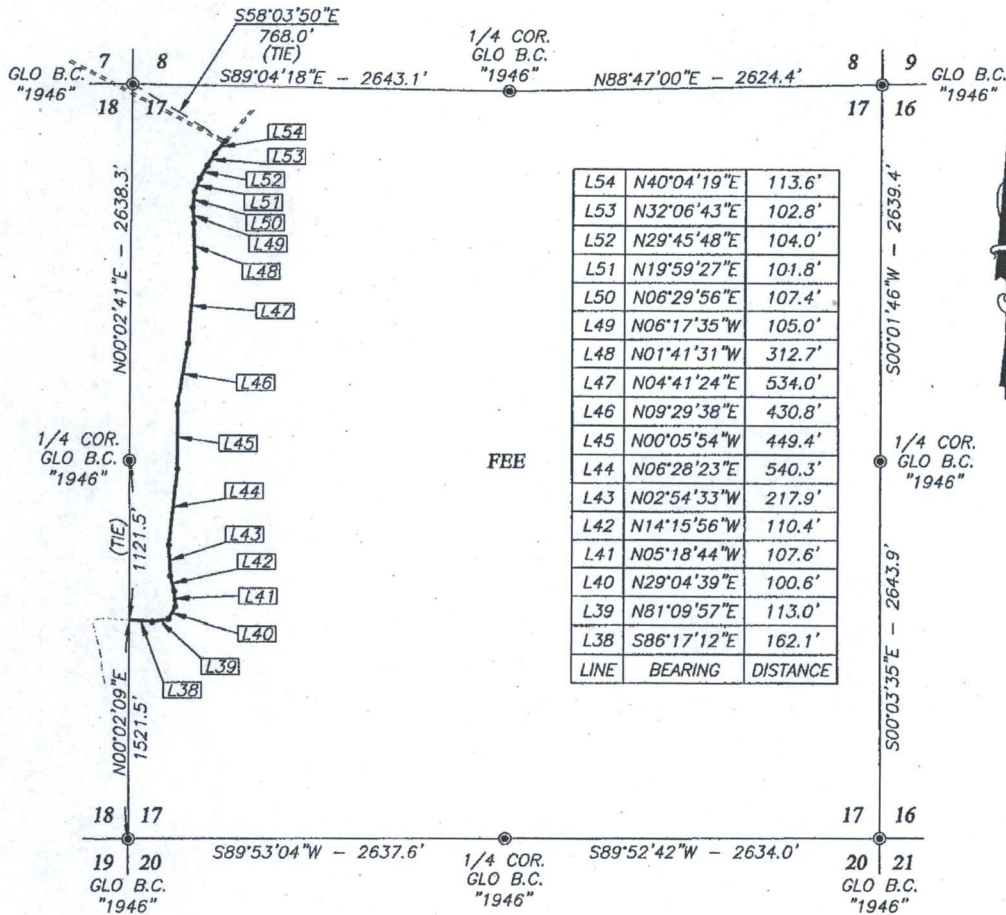 S58°03'50"E
768.0'
(TIE)
1/4 COR.
GLO B.C.
"1946"
7 8
GLO B.C.
"1946"
S89°04'18"E - 2643.1'
N88°47'00"E - 2624.4'
8 9
GLO B.C.
"1946"
18 17
17 16
L54
L53
L52
L51
L50
L49
L48
L47
L46
L45
L44
L43
L42
L41
L40
L39
L38
N00°02'41"E - 2638.3'
S00°01'46"W - 2639.4'
L54 N40°04'19"E 113.6'
L53 N32°06'43"E 102.8'
L52 N29°45'48"E 104.0'
L51 N19°59'27"E 101.8'
L50 N06°29'56"E 107.4'
L49 N06°17'35"W 105.0'
L48 N01°41'31"W 312.7'
L47 N04°41'24"E 534.0'
L46 N09°29'38"E 430.8'
L45 N00°05'54"W 449.4'
L44 N06°28'23"E 540.3'
L43 N02°54'33"W 217.9'
L42 N14°15'56"W 110.4'
L41 N05°18'44"W 107.6'
L40 N29°04'39"E 100.6'
L39 N81°09'57"E 113.0'
L38 S86°17'12"E 162.1'
LINE BEARING DISTANCE
1/4 COR.
GLO B.C.
"1946"
FEE
1/4 COR.
GLO B.C.
"1946"
(TIE)
1121.5'
N00°02'09"E
1521.5'
S00°03'35"E - 2643.9'
18 17
17 16
19 20
GLO B.C.
"1946"
S89°53'04"W - 2637.6'
1/4 COR.
GLO B.C.
"1946"
S89°52'42"W - 2634.0'
20 21
GLO B.C.
"1946"